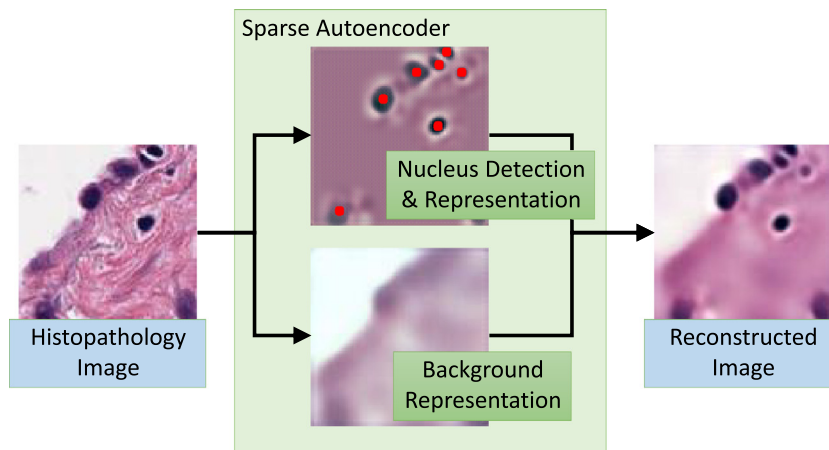 Sparse Autoencoder
Nucleus Detection
& Representation
Histopathology
Image
Background
Representation
Reconstructed
Image